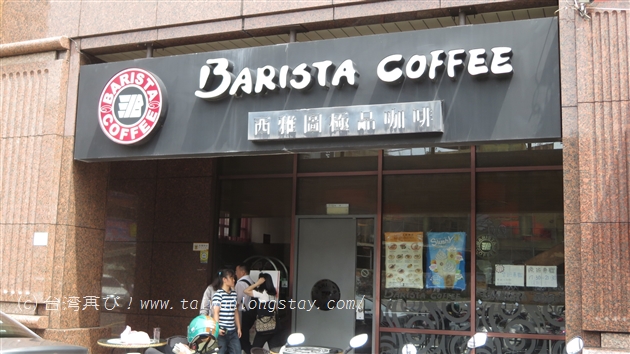 BARISTA COFFEE
BARISTA COFFEE
西雅圖極品咖啡
(c) 台湾再び！www.taiwanlongstay.com/